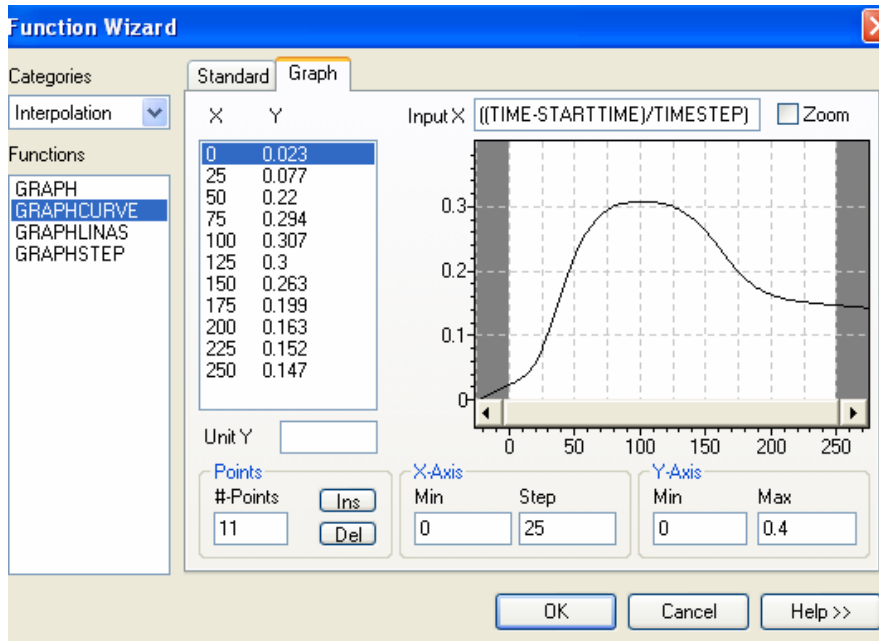 Function Wizard
Categories
Interpolation
Functions
GRAPH
GRAPHCURVE
GRAPHLINAS
GRAPHSTEP
Standard Graph
X Y
0 0.023
25 0.077
50 0.22
75 0.294
100 0.307
125 0.3
150 0.263
175 0.199
200 0.163
225 0.152
250 0.147
Input X ((TIME-STARTTIME)/TIMESTEP) Zoom
0.3
0.2
0.1
0
0 50 100 150 200 250
Unit Y
Points
#-Points
11
Ins
Del
X-Axis
Min Step
0 25
Y-Axis
Min Max
0 0.4
OK Cancel Help >>